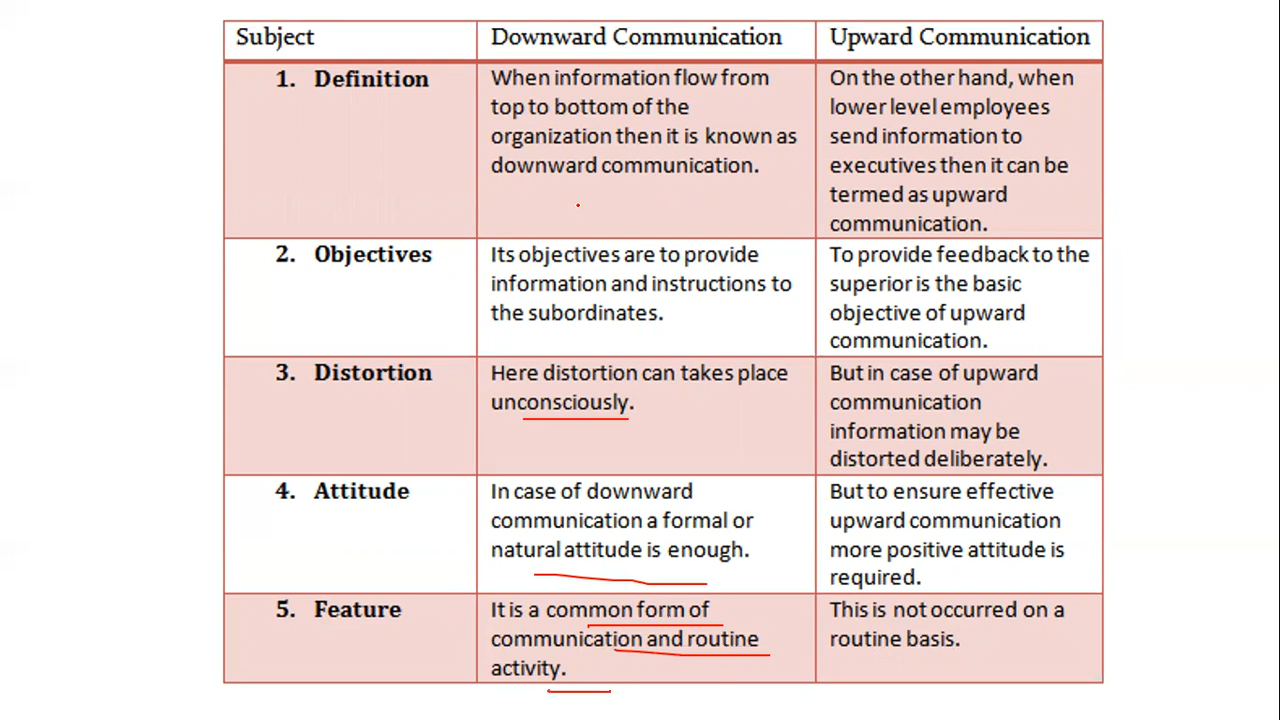 Subject
Downward Communication
Upward Communication
1. Definition
When information flow from
top to bottom of the
organization then it is known as
downward communication.
On the other hand, when
lower level employees
send information to
executives then it can be
termed as upward
communication.
2. Objectives
Its objectives are to provide
information and instructions to
the subordinates.
To provide feedback to the
superior is the basic
objective of upward
communication.
3. Distortion
Here distortion can takes place
unconsciously.
But in case of upward
communication
information may be
distorted deliberately.
4. Attitude
In case of downward
communication a formal or
natural attitude is enough.
But to ensure effective
upward communication
more positive attitude is
required.
5. Feature
It is a common form of
communication and routine
activity.
This is not occurred on a
routine basis.